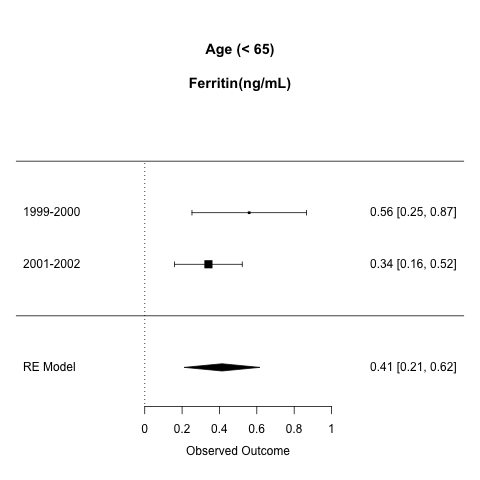 Age (< 65)
Ferritin(ng/mL)
1999-2000 0.56 [0.25, 0.87]
2001-2002 0.34 [0.16, 0.52]
RE Model 0.41 [0.21, 0.62]
0 0.2 0.4 0.6 0.8 1
Observed Outcome